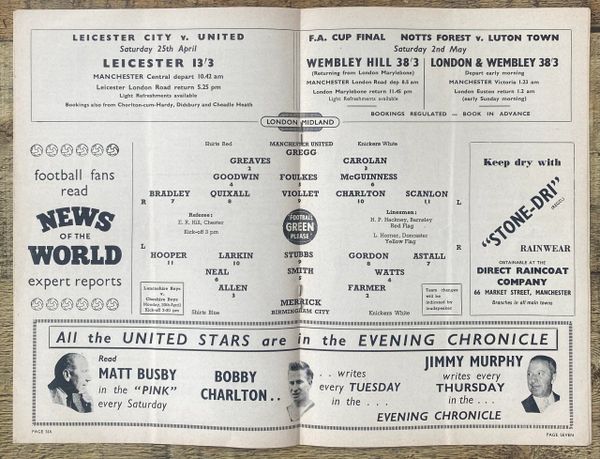 LEICESTER CITY v. UNITED
Saturday 25th April
LEICESTER 13'3
MANCHESTER Central depart 10.42 am
Leicester London Road return 5.25 pm
Light Refreshments available
Bookings also from Chorlton-cum-Hardy, Didsbury and Cheadle Heath
F.A. CUP FINAL NOTTS FOREST v. LUTON TOWN
Saturday 2nd May
WEMBLEY HILL 38'3
(Returning from London Marylebone)
MANCHESTER London Road dep 8.5 am
London Marylebone return 11.45 pm
Light Refreshments available
LONDON & WEMBLEY 38'3
Depart early morning
MANCHESTER Victoria 1.23 am
London Euston return 1.2 am
(early Sunday morning)
BOOKINGS REGULATED — BOOK IN ADVANCE
LONDON MIDLAND
football fans
read
NEWS
OF THE
WORLD
expert reports
Shirts Red
MANCHESTER UNITED
Knickers White
GREGG
1
GREAVES
2
CAROLAN
3
GOODWIN
4
FOULKES
5
McGUINNESS
6
R
BRADLEY
7
QUIXALL
8
VIOLLET
9
CHARLTON
10
SCANLON
11
L
Referee:
E. R. Hill, Chester
Kick-off 3 pm
FOOTBALL
GREEN
PLEASE
Linesmen:
H. P. Hackney, Barnsley
Red Flag
L. Horner, Doncaster
Yellow Flag
L
HOOPER
11
LARKIN
10
STUBBS
9
GORDON
8
ASTALL
7
R
NEAL
6
SMITH
5
WATTS
4
ALLEN
3
FARMER
2
1
MERRICK
Shirts Blue
BIRMINGHAM CITY
Knickers White
Lancashire Boys
v.
Cheshire Boys
Kick-off
Team changes
will be
indicated by
loudspeaker
Keep dry with
"STONE-DRI"
RAINWEAR
OBTAINABLE AT THE
DIRECT RAINCOAT
COMPANY
66 MARKET STREET, MANCHESTER
Branches in all main towns
All the UNITED STARS are in the EVENING CHRONICLE
Read
MATT BUSBY
in the "PINK"
every Saturday
BOBBY
CHARLTON . .
. . writes
every TUESDAY
in the . . .
JIMMY MURPHY
writes every
THURSDAY
in the . . .
EVENING CHRONICLE
PAGE SIX
PAGE SEVEN